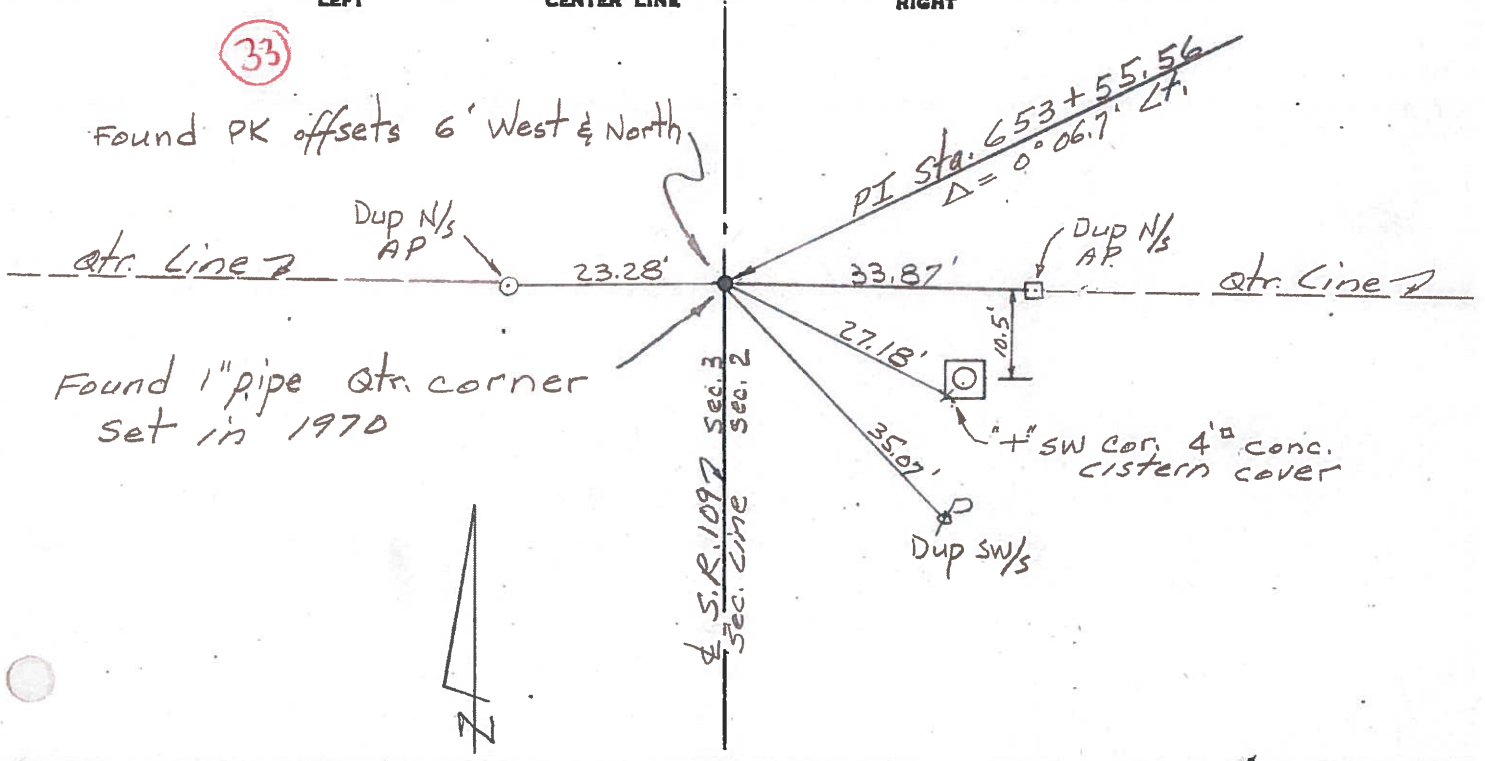 LEFT
CENTER LINE
RIGHT
33
Found PK offsets 6' West & North
PI Sta. 653+55.56
Δ = 0° 06.7' Lt.
Dup N/s
AP
Dup N/s
AP
Qtr. Line
23.28'
33.87'
Qtr. Line
10.5'
27.18'
Found 1" pipe Qtr. corner
set in 1970
Sec. 3
Sec. 2
"+" SW cor. 4'□ conc.
cistern cover
35.07'
℄ S.R. 109
Sec. Line
Dup SW/s
N